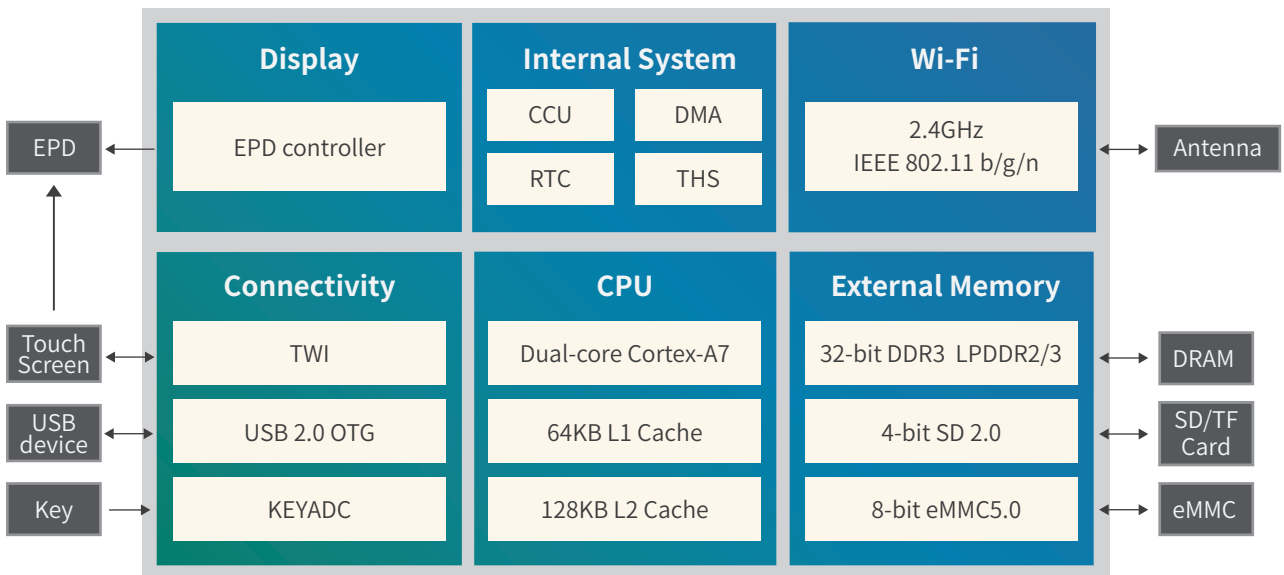 Display
Internal System
Wi-Fi
EPD
EPD controller
CCU
DMA
RTC
THS
2.4GHz
IEEE 802.11 b/g/n
Antenna
Connectivity
CPU
External Memory
Touch
Screen
TWI
Dual-core Cortex-A7
32-bit DDR3 LPDDR2/3
DRAM
USB
device
USB 2.0 OTG
64KB L1 Cache
4-bit SD 2.0
SD/TF
Card
Key
KEYADC
128KB L2 Cache
8-bit eMMC5.0
eMMC